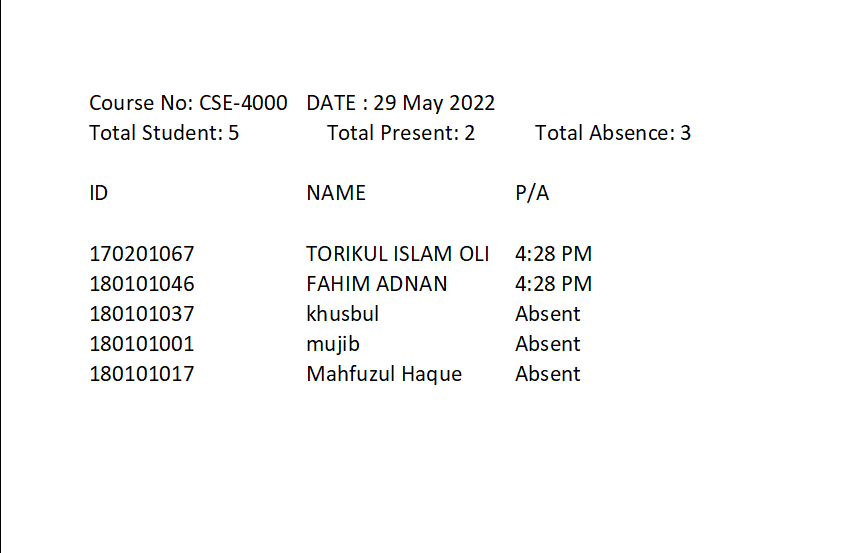 Course No: CSE-4000 DATE : 29 May 2022
Total Student: 5 Total Present: 2 Total Absence: 3
ID NAME P/A
170201067 TORIKUL ISLAM OLI 4:28 PM
180101046 FAHIM ADNAN 4:28 PM
180101037 khusbul Absent
180101001 mujib Absent
180101017 Mahfuzul Haque Absent